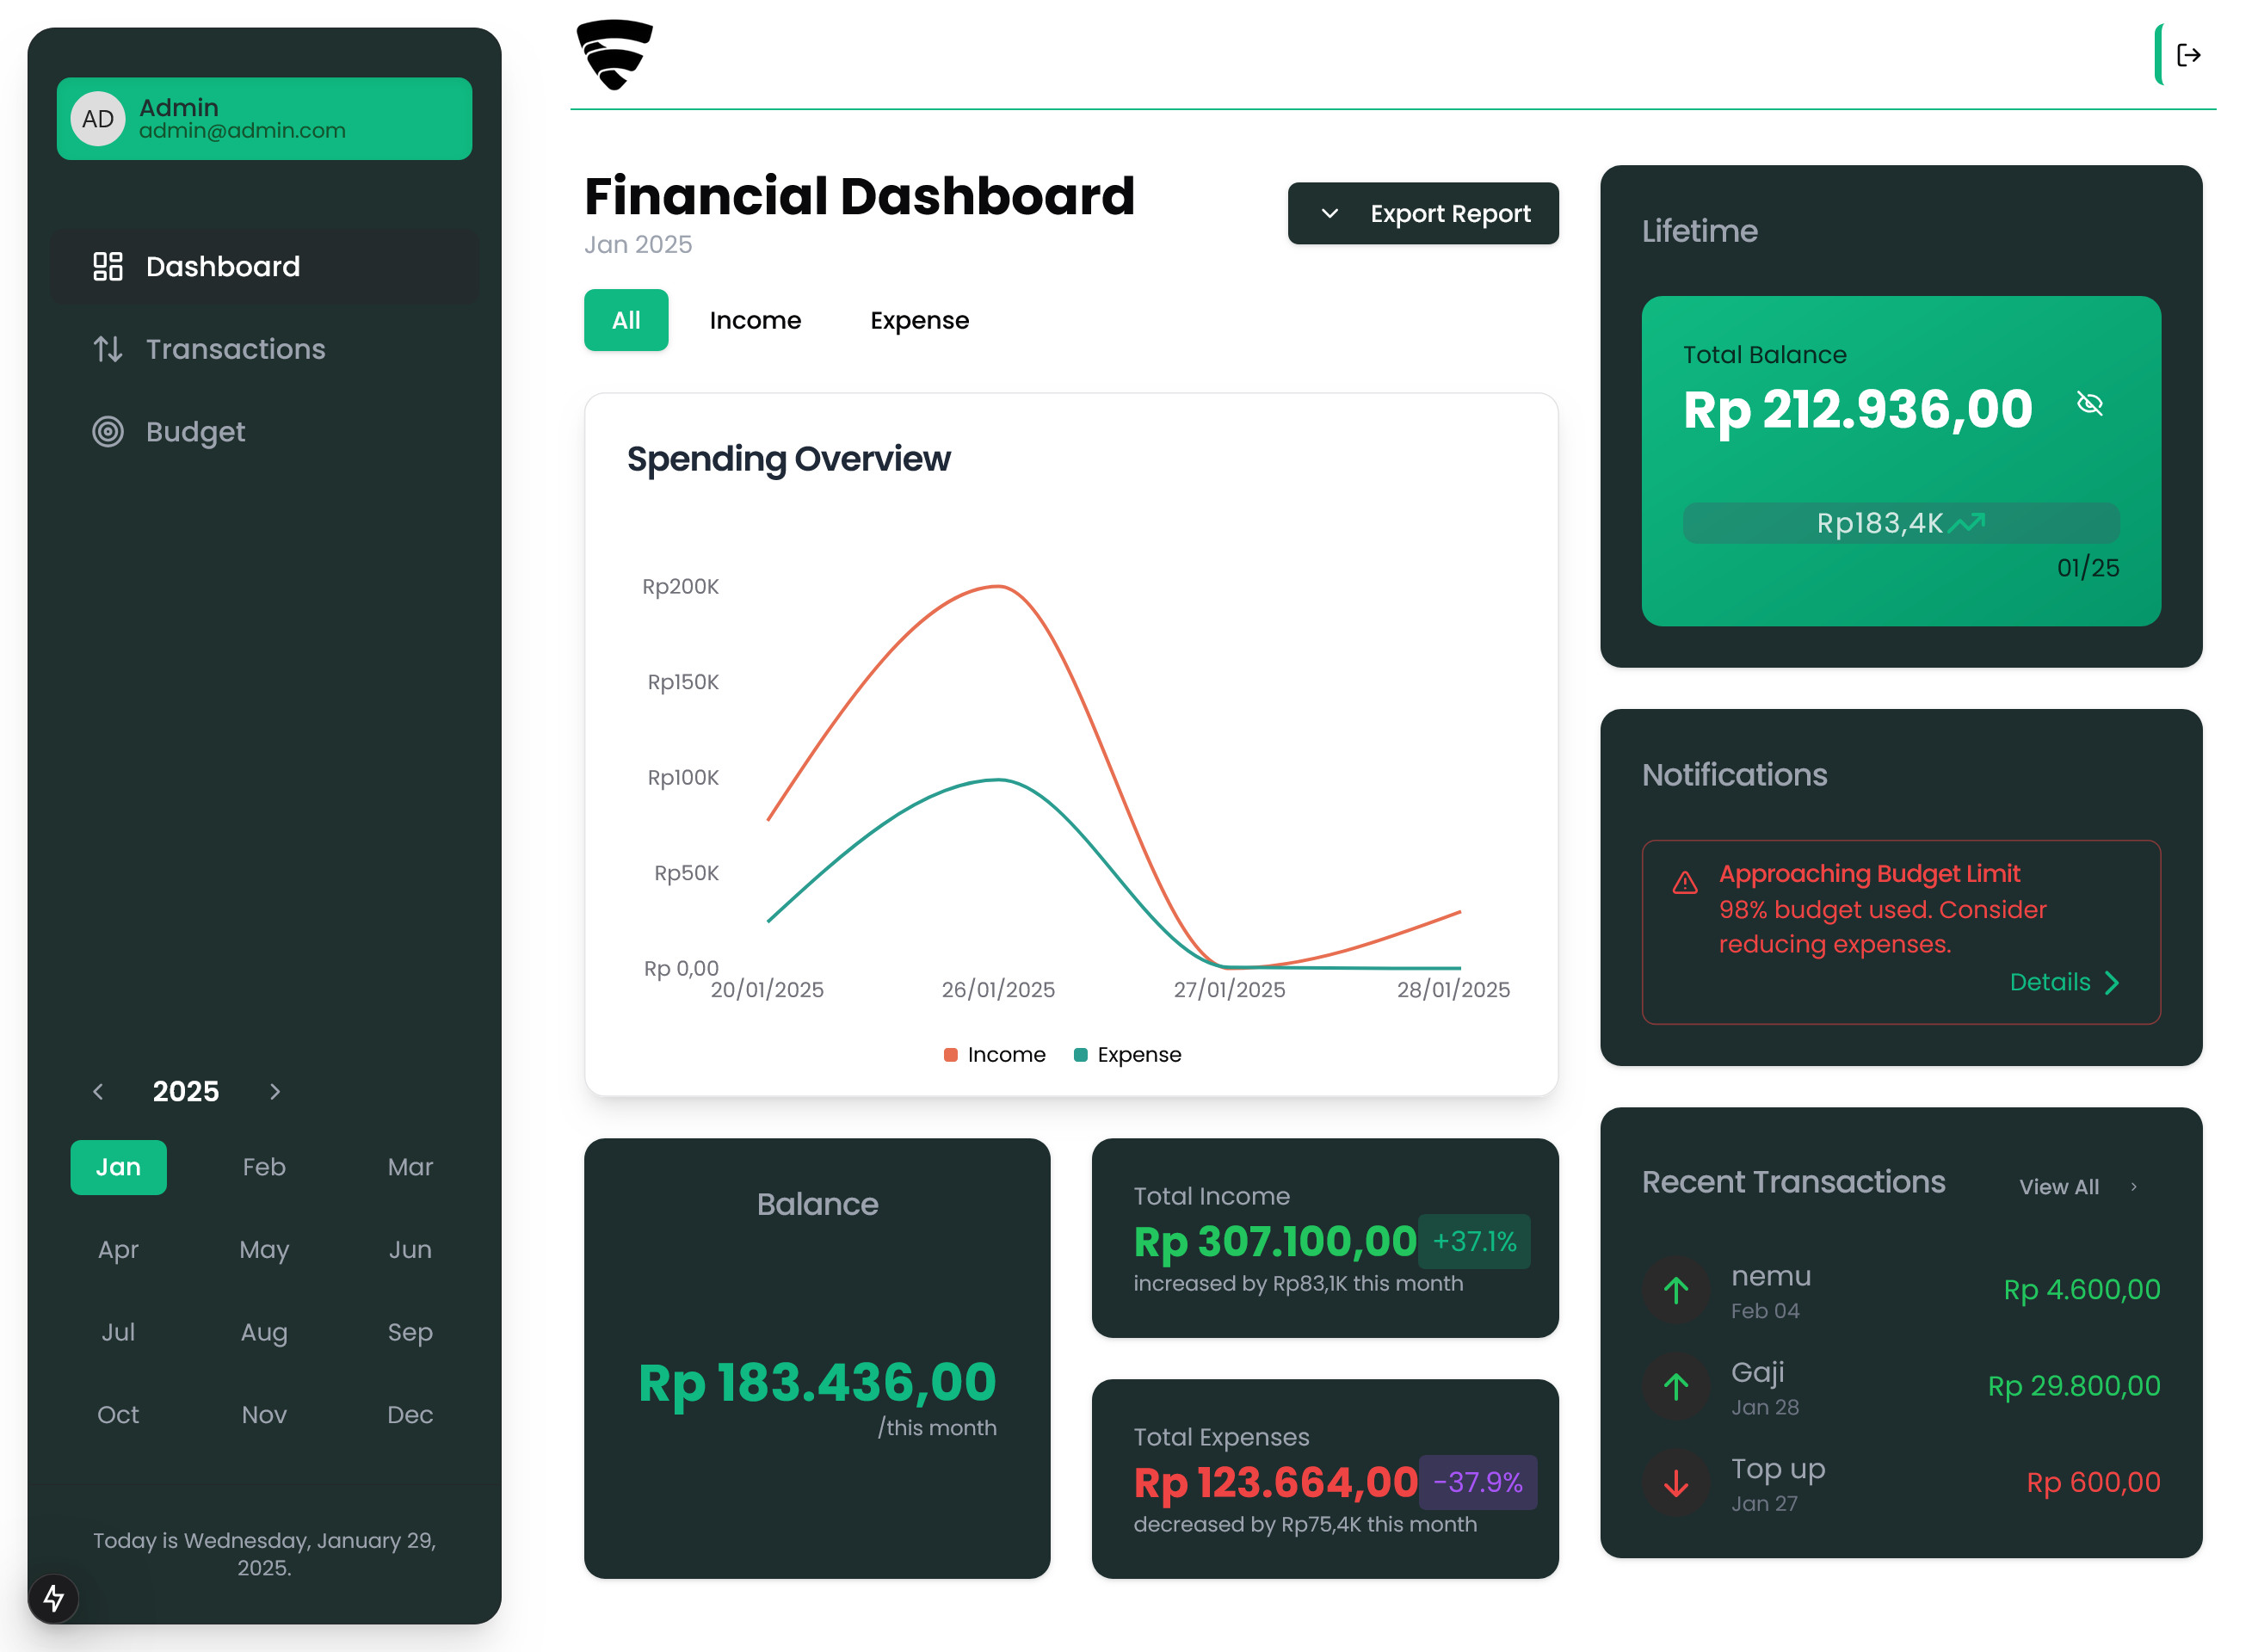 AD
Admin
admin@admin.com
Dashboard
Transactions
Budget
2025
Jan Feb Mar
Apr May Jun
Jul Aug Sep
Oct Nov Dec
Today is Wednesday, January 29,
2025.
Financial Dashboard
Jan 2025
Export Report
All Income Expense
Spending Overview
Rp200K
Rp150K
Rp100K
Rp50K
Rp 0,00
20/01/2025 26/01/2025 27/01/2025 28/01/2025
Income Expense
Balance
Rp 183.436,00
/this month
Total Income
Rp 307.100,00 +37.1%
increased by Rp83,1K this month
Total Expenses
Rp 123.664,00 -37.9%
decreased by Rp75,4K this month
Lifetime
Total Balance
Rp 212.936,00
Rp183,4K
01/25
Notifications
Approaching Budget Limit
98% budget used. Consider
reducing expenses.
Details
Recent Transactions View All
nemu
Feb 04
Rp 4.600,00
Gaji
Jan 28
Rp 29.800,00
Top up
Jan 27
Rp 600,00